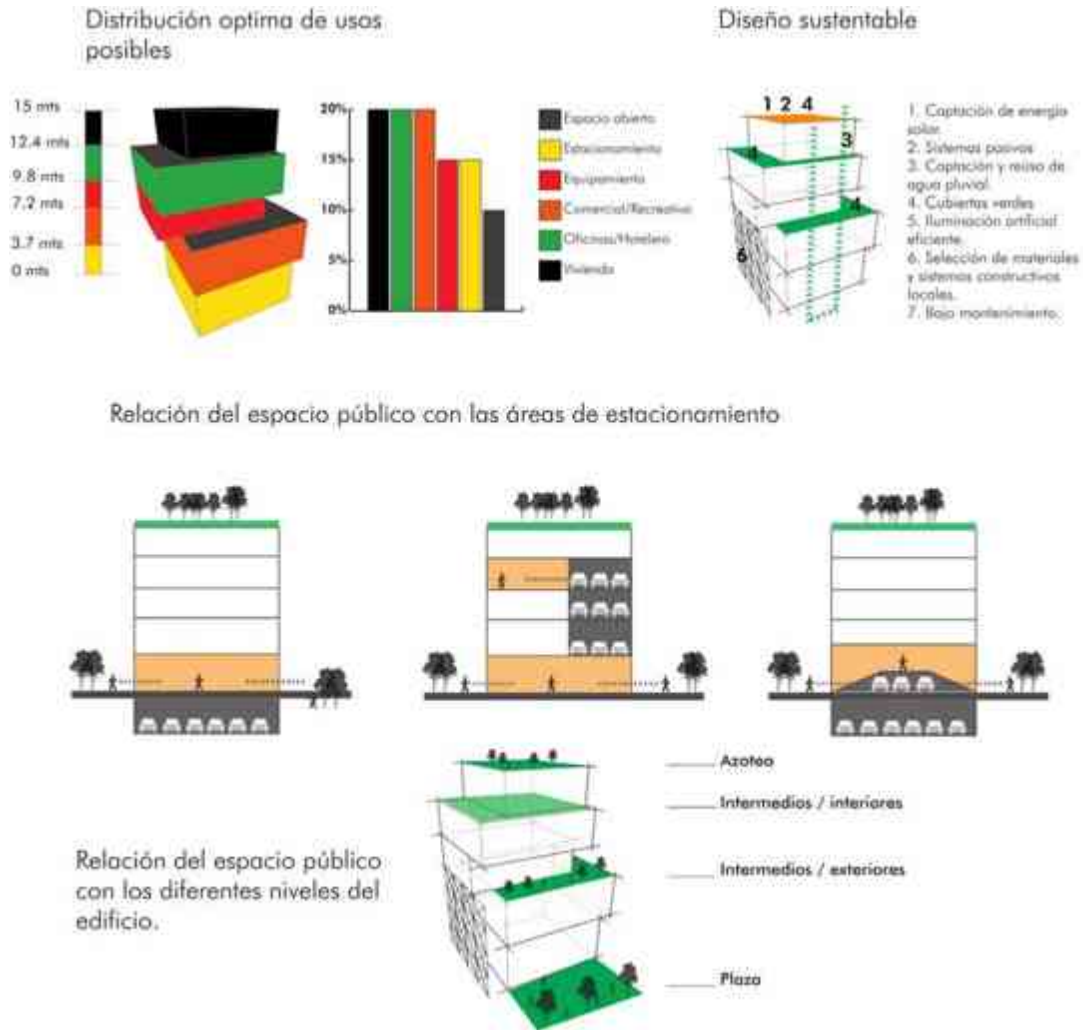 Distribución optima de usos
posibles
Diseño sustentable
15 mts
12.4 mts
9.8 mts
7.2 mts
3.7 mts
0 mts
20%
15%
10%
5%
0%
Espacio abierto
Estacionamiento
Equipamiento
Comercial/Recreativo
Oficinas/Hotelero
Vivienda
1 2 4
3
4
4
6
1. Captación de energía
solar.
2. Sistemas pasivos
3. Captación y reúso de
agua pluvial.
4. Cubiertas verdes
5. Iluminación artificial
eficiente.
6. Selección de materiales
y sistemas constructivos
locales.
7. Bajo mantenimiento.
Relación del espacio público con las áreas de estacionamiento
Relación del espacio público
con los diferentes niveles del
edificio.
Azotea
Intermedios / interiores
Intermedios / exteriores
Plaza